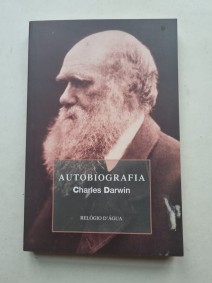 AUTOBIOGRAFIA
Charles Darwin
RELÓGIO D'ÁGUA